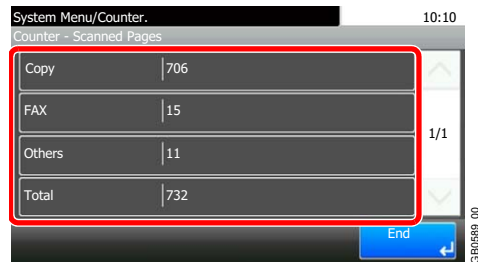 System Menu/Counter. 10:10
Counter - Scanned Pages
Copy 706
FAX 15
1/1
Others 11
Total 732
End
GB0589_00